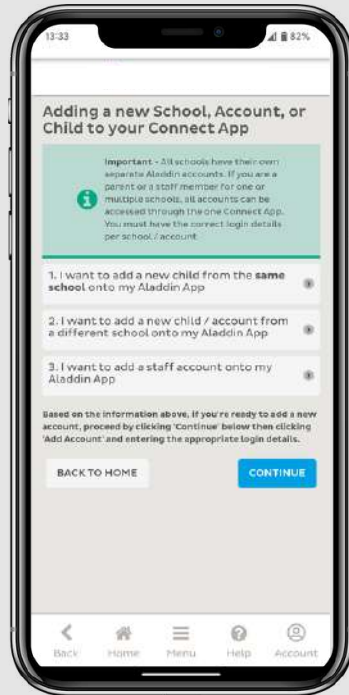 13:33
82%
Adding a new School, Account, or
Child to your Connect App
Important - All schools have their own
separate Aladdin accounts. If you are a
parent or a staff member for one or
multiple schools, all accounts can be
accessed through the one Connect App.
You must have the correct login details
per school / account.
1. I want to add a new child from the same
school onto my Aladdin App
2. I want to add a new child / account from
a different school onto my Aladdin App
3. I want to add a staff account onto my
Aladdin App
Based on the information above, if you're ready to add a new
account, proceed by clicking 'Continue' below then clicking
'Add Account' and entering the appropriate login details.
BACK TO HOME
CONTINUE
Back Home Menu Help Account